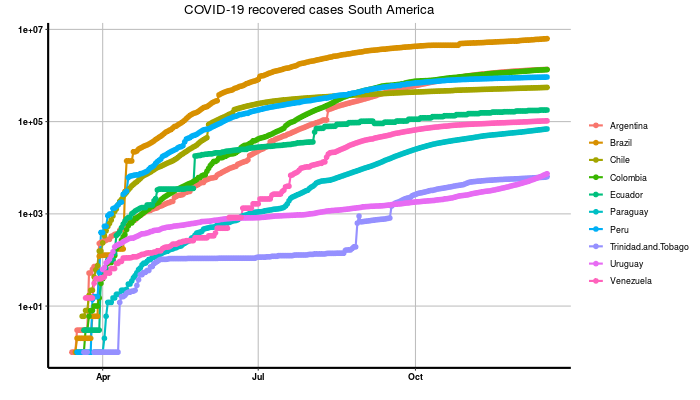 COVID-19 recovered cases South America
1e+07
1e+05
1e+03
1e+01
Apr
Jul
Oct
Argentina
Brazil
Chile
Colombia
Ecuador
Paraguay
Peru
Trinidad.and.Tobago
Uruguay
Venezuela